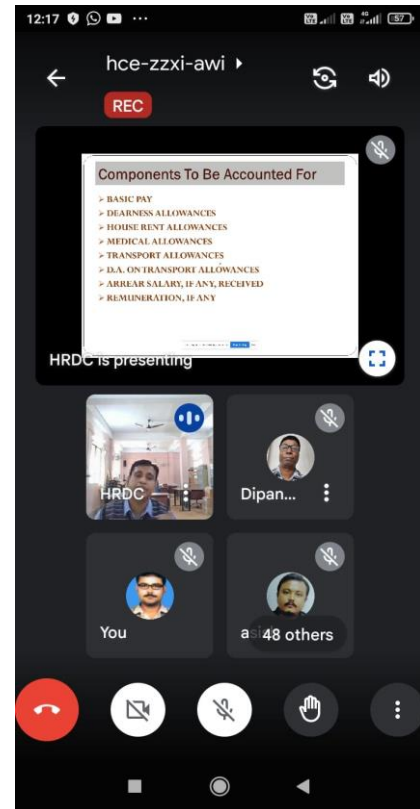 12:17
57
hce-zzxi-awi
REC
Components To Be Accounted For
➢ BASIC PAY
➢ DEARNESS ALLOWANCES
➢ HOUSE RENT ALLOWANCES
➢ MEDICAL ALLOWANCES
➢ TRANSPORT ALLOWANCES
➢ D.A. ON TRANSPORT ALLOWANCES
➢ ARREAR SALARY, IF ANY, RECEIVED
➢ REMUNERATION, IF ANY
HRDC is presenting
HRDC —
Dipan...
You
48 others